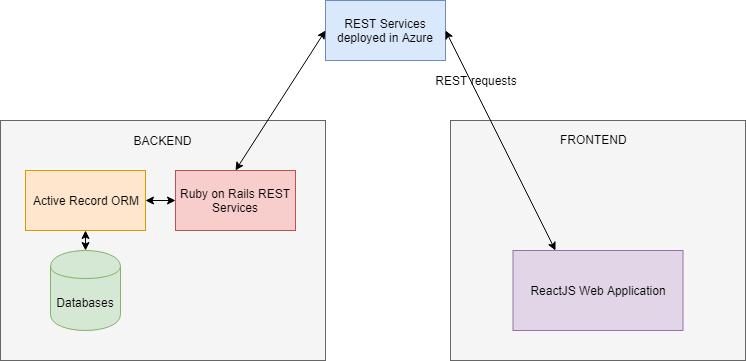 REST Services
deployed in Azure
REST requests
BACKEND
FRONTEND
Active Record ORM
Ruby on Rails REST
Services
Databases
ReactJS Web Application